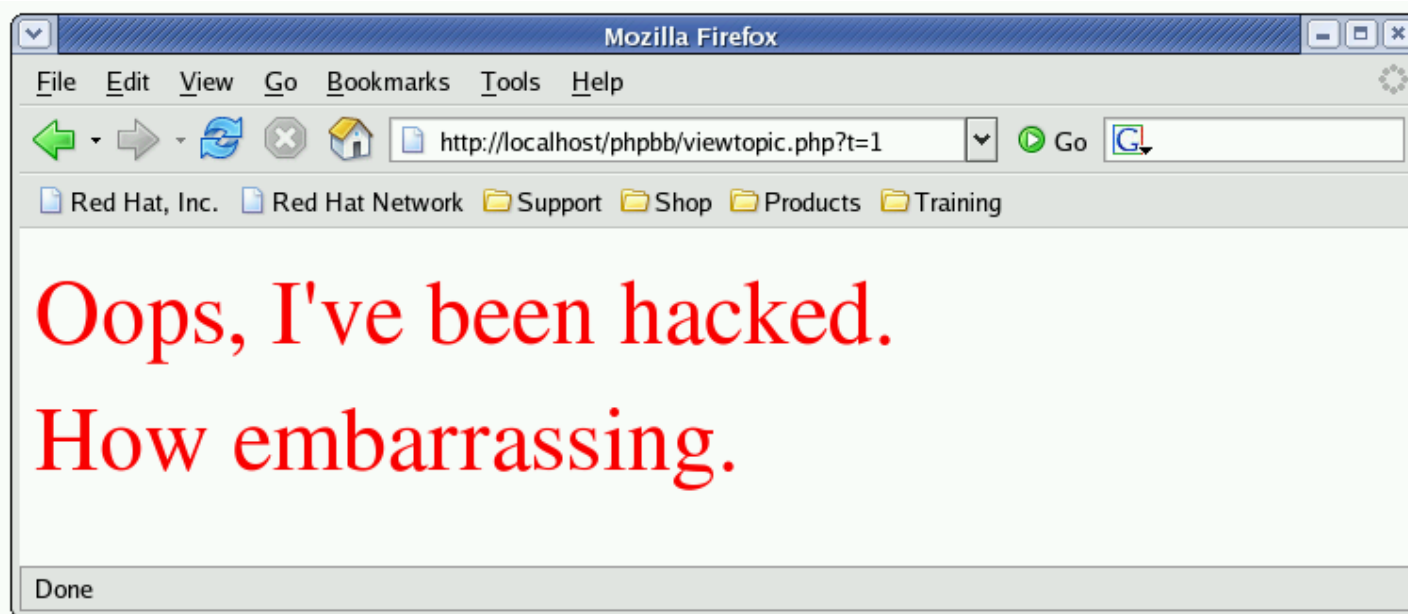 Mozilla Firefox
File Edit View Go Bookmarks Tools Help
http://localhost/phpbb/viewtopic.php?t=1 Go G
Red Hat, Inc. Red Hat Network Support Shop Products Training
Oops, I've been hacked.
How embarrassing.
Done